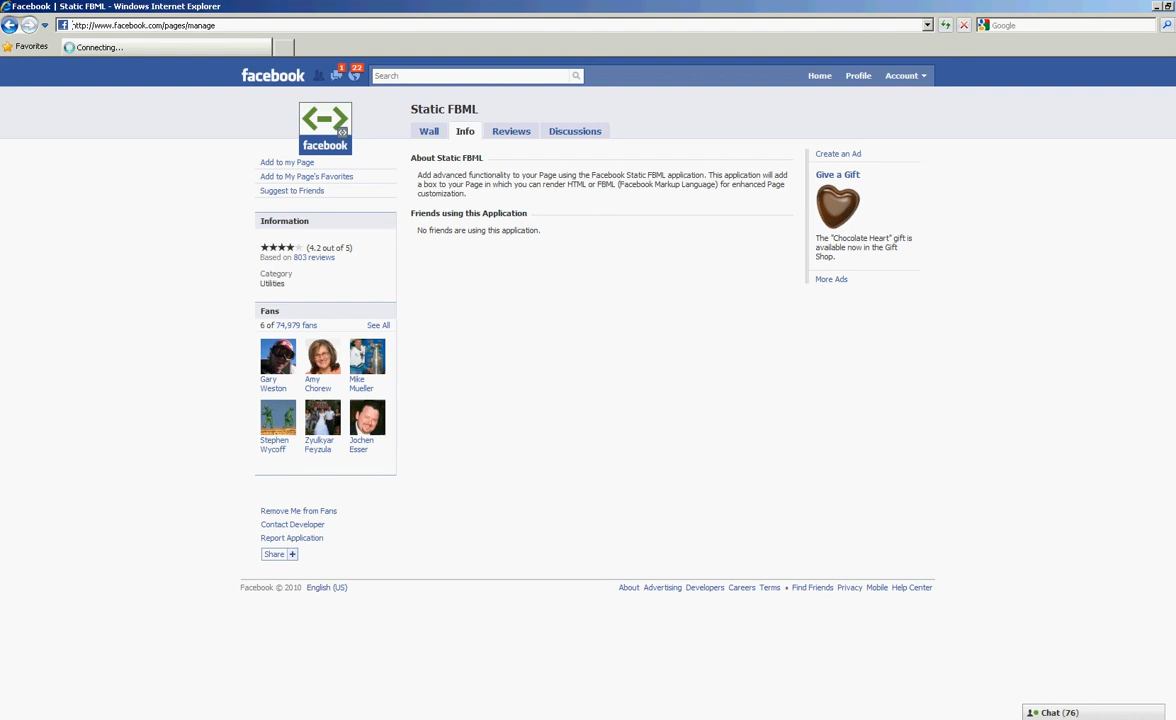 Facebook | Static FBML - Windows Internet Explorer
http://www.facebook.com/pages/manage
Google
Favorites
Connecting...
facebook
1
22
Search
Home
Profile
Account
facebook
Static FBML
Wall
Info
Reviews
Discussions
Add to my Page
Add to My Page's Favorites
Suggest to Friends
Information
(4.2 out of 5)
Based on 803 reviews
Category
Utilities
Fans
6 of 74,979 fans
See All
Gary
Weston
Amy
Chorew
Mike
Mueller
Stephen
Wycoff
Zyulkyar
Feyzula
Jochen
Esser
Remove Me from Fans
Contact Developer
Report Application
Share +
About Static FBML
Add advanced functionality to your Page using the Facebook Static FBML application. This application will
add a box to your Page in which you can render HTML or FBML (Facebook Markup Language) for enhanced Page
customization.
Friends using this Application
No friends are using this application.
Create an Ad
Give a Gift
The "Chocolate Heart" gift is
available now in the Gift
Shop.
More Ads
Facebook © 2010 English (US)
About Advertising Developers Careers Terms • Find Friends Privacy Mobile Help Center
Chat (76)